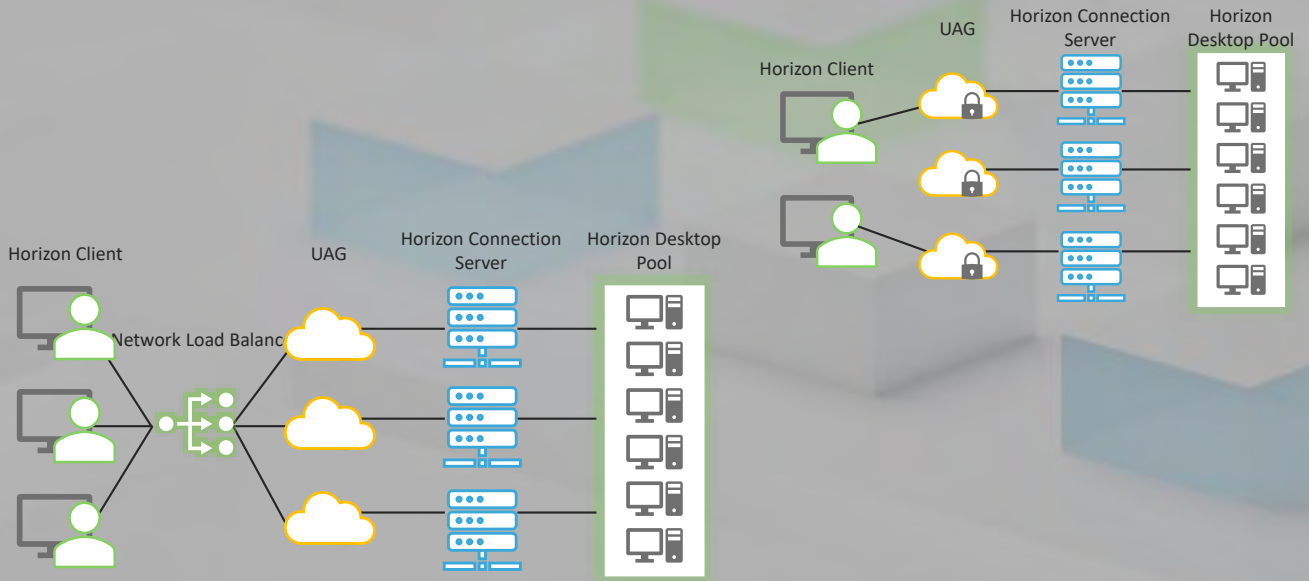 UAG
Horizon Connection
Server
Horizon
Desktop Pool
Horizon Client
Horizon Client
UAG
Horizon Connection
Server
Horizon Desktop
Pool
Network Load Balanc